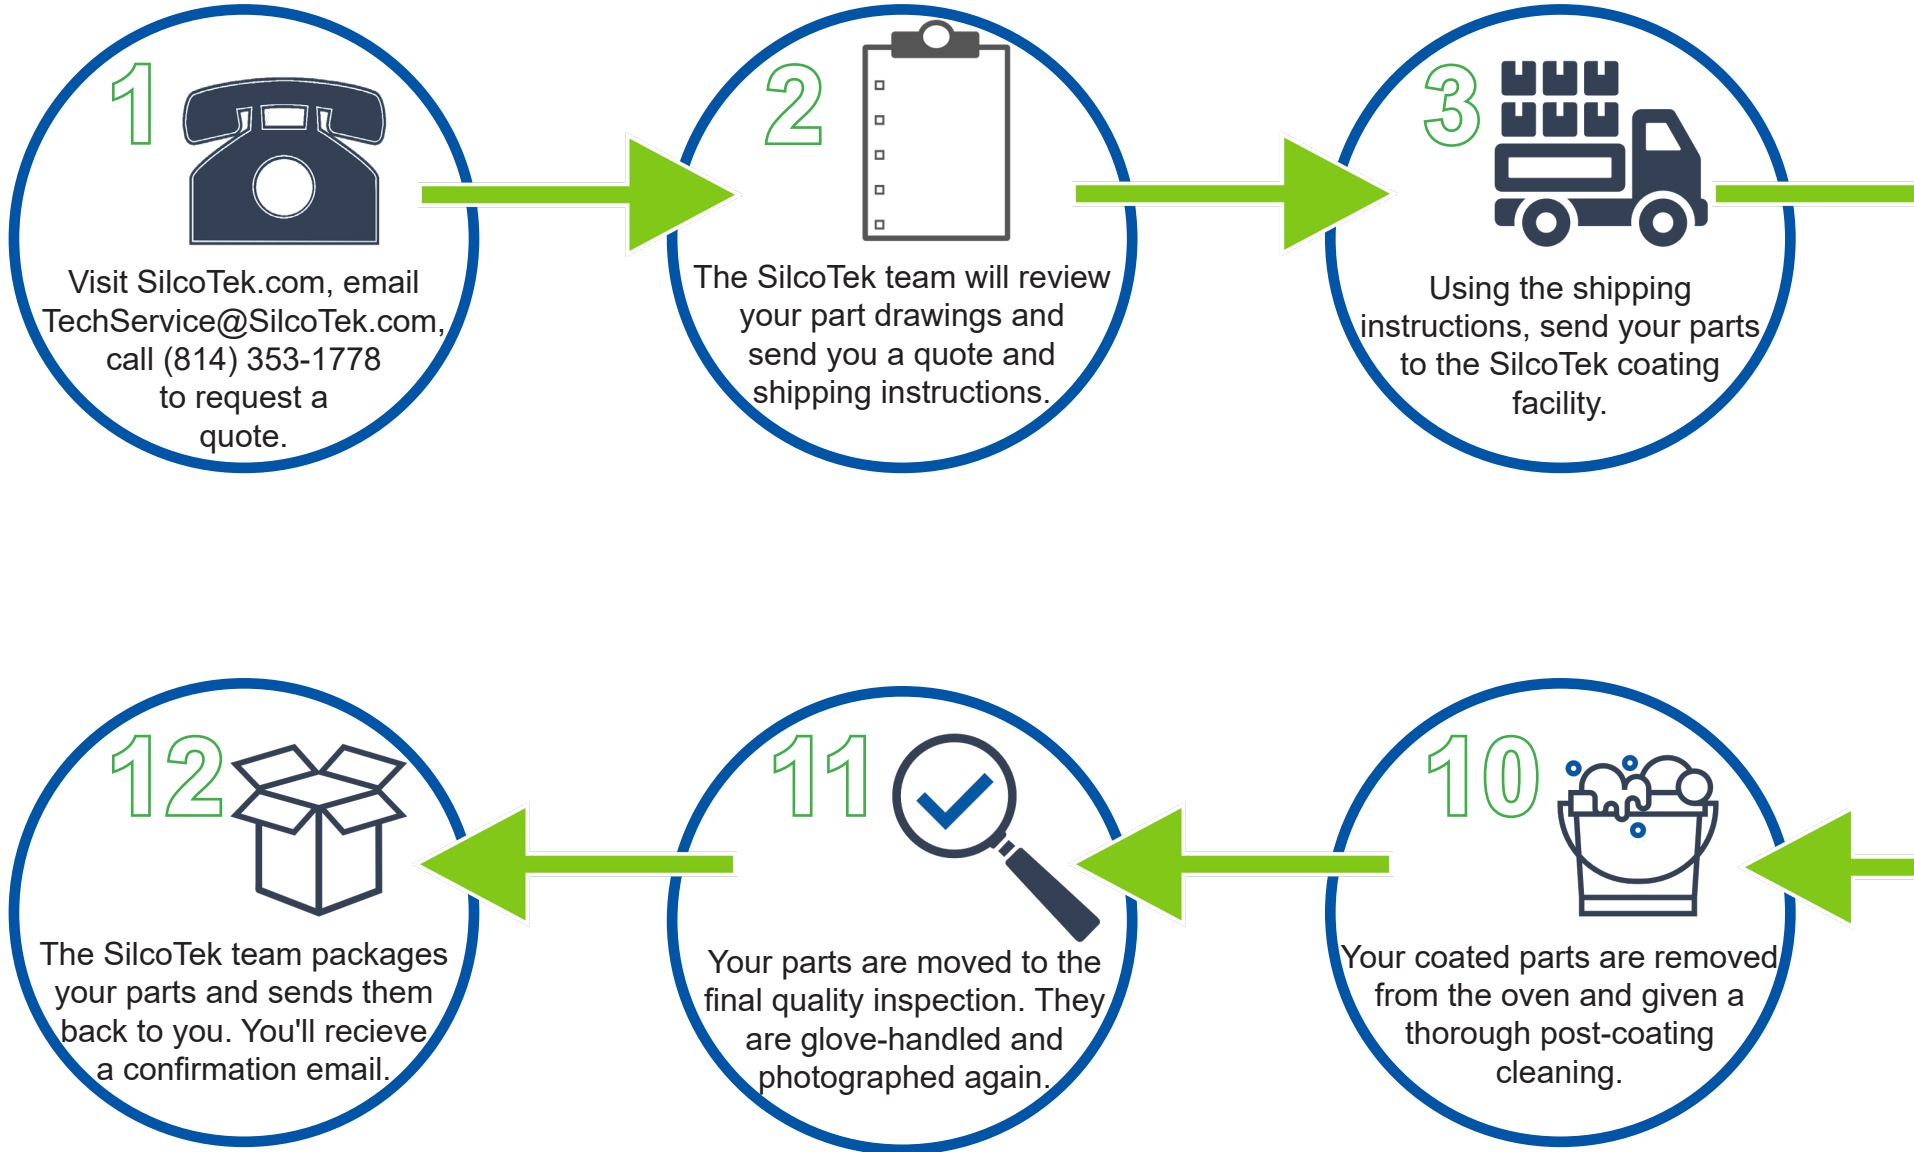 1
Visit SilcoTek.com, email
TechService@SilcoTek.com,
call (814) 353-1778
to request a
quote.
2
The SilcoTek team will review
your part drawings and
send you a quote and
shipping instructions.
3
Using the shipping
instructions, send your parts
to the SilcoTek coating
facility.
12
The SilcoTek team packages
your parts and sends them
back to you. You'll recieve
a confirmation email.
11
Your parts are moved to the
final quality inspection. They
are glove-handled and
photographed again.
10
Your coated parts are removed
from the oven and given a
thorough post-coating
cleaning.